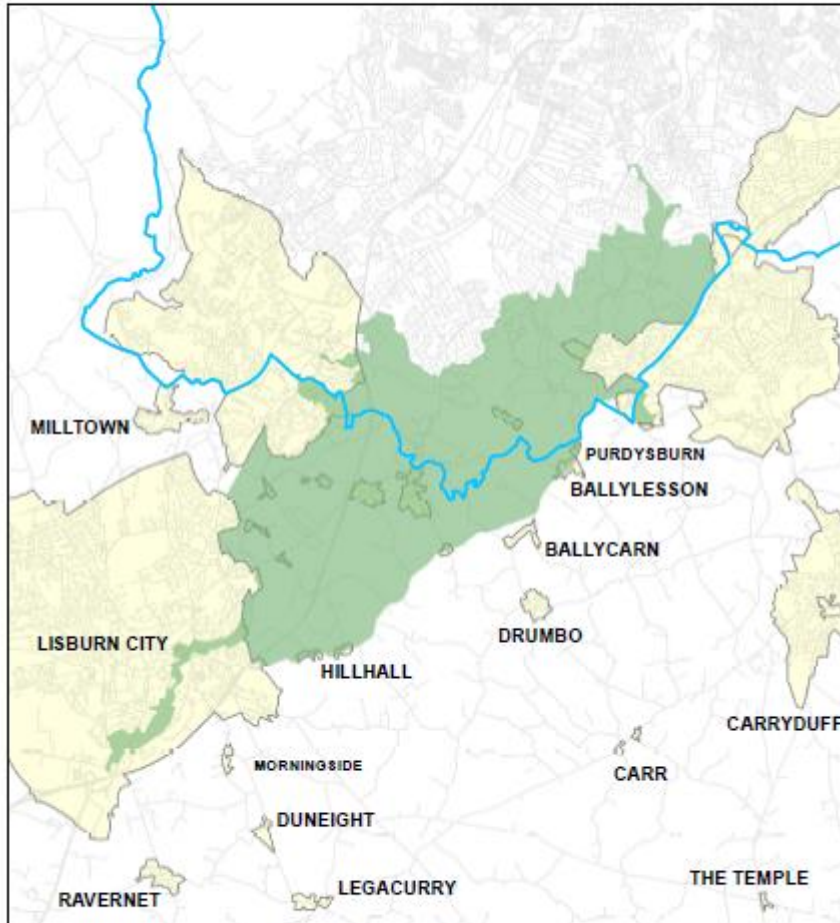 MILLTOWN
PURDYSBURN
BALLYLESSON
BALLYCARN
DRUMBO
LISBURN CITY
HILLHALL
CARRYDUFF
MORNINGSIDE
CARR
DUNEIGHT
THE TEMPLE
RAVERNET
LEGACURRY